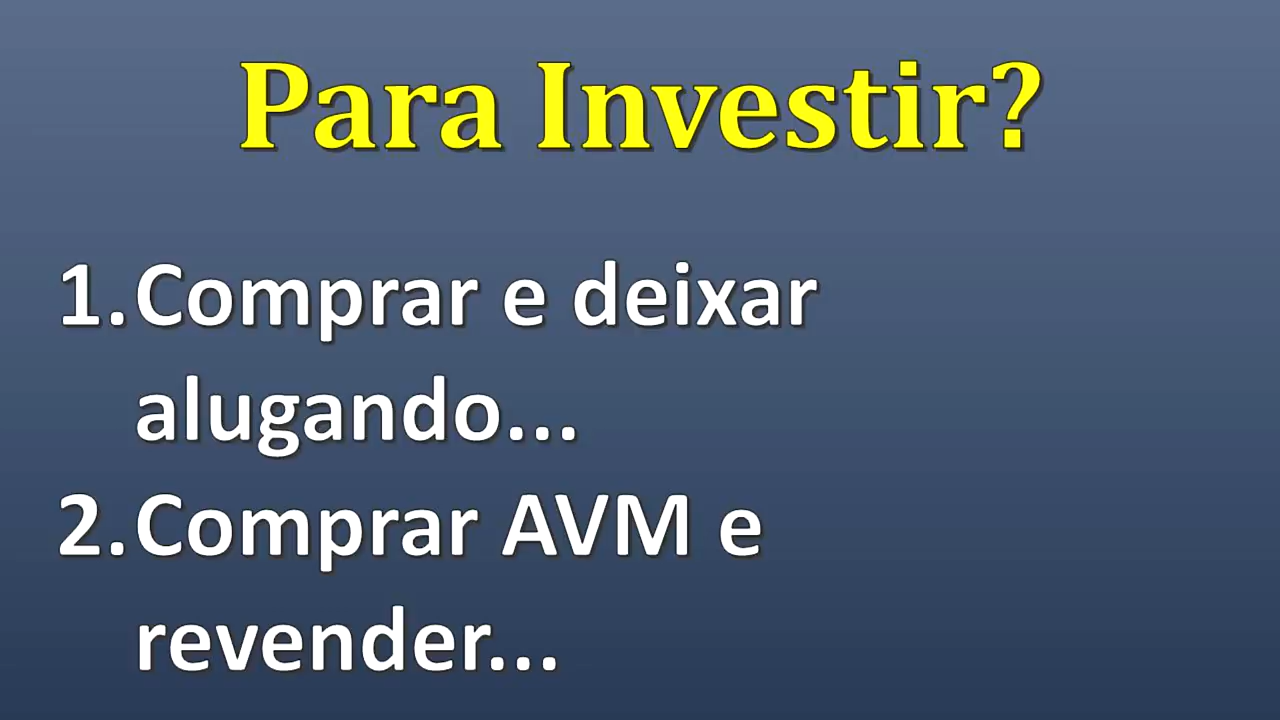 Para Investir?
1.Comprar e deixar
alugando...
2.Comprar AVM e
revender...